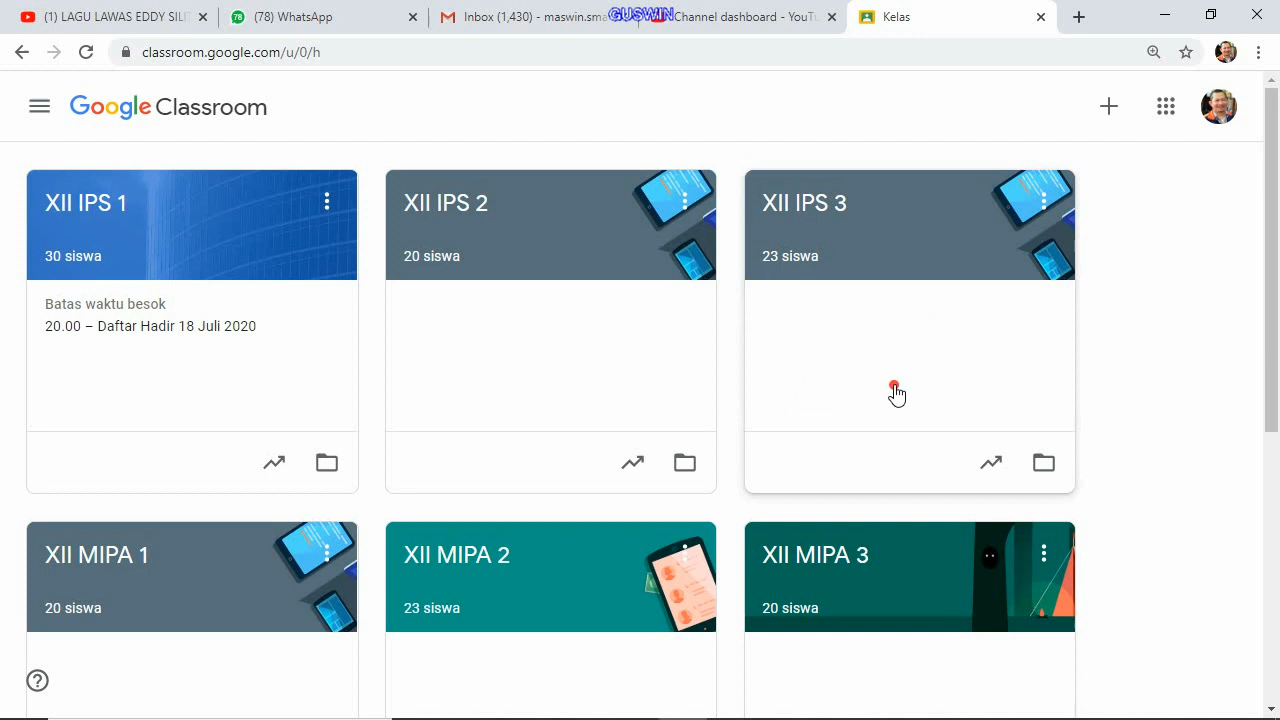 (1) LAGU LAWAS EDDIE SUT
(78) WhatsApp
78
Inbox (1,430) - maswin.s
GUSWIN
Channel dashboard - YouTu
Kelas
classroom.google.com/u/0/h
Google Classroom
XII IPS 1
30 siswa
Batas waktu besok
20.00 – Daftar Hadir 18 Juli 2020
XII IPS 2
20 siswa
XII IPS 3
23 siswa
XII MIPA 1
20 siswa
XII MIPA 2
23 siswa
XII MIPA 3
20 siswa